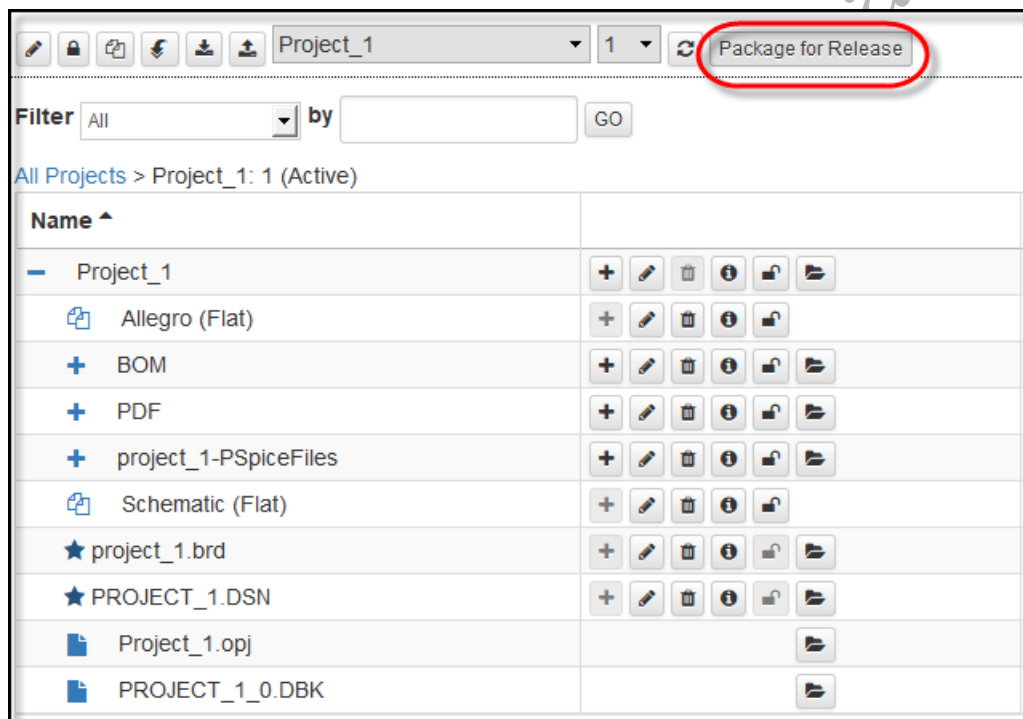 Project_1 1 Package for Release
Filter All by GO
All Projects > Project_1: 1 (Active)
Name
Project_1
Allegro (Flat)
BOM
PDF
project_1-PSpiceFiles
Schematic (Flat)
project_1.brd
PROJECT_1.DSN
Project_1.opj
PROJECT_1_0.DBK